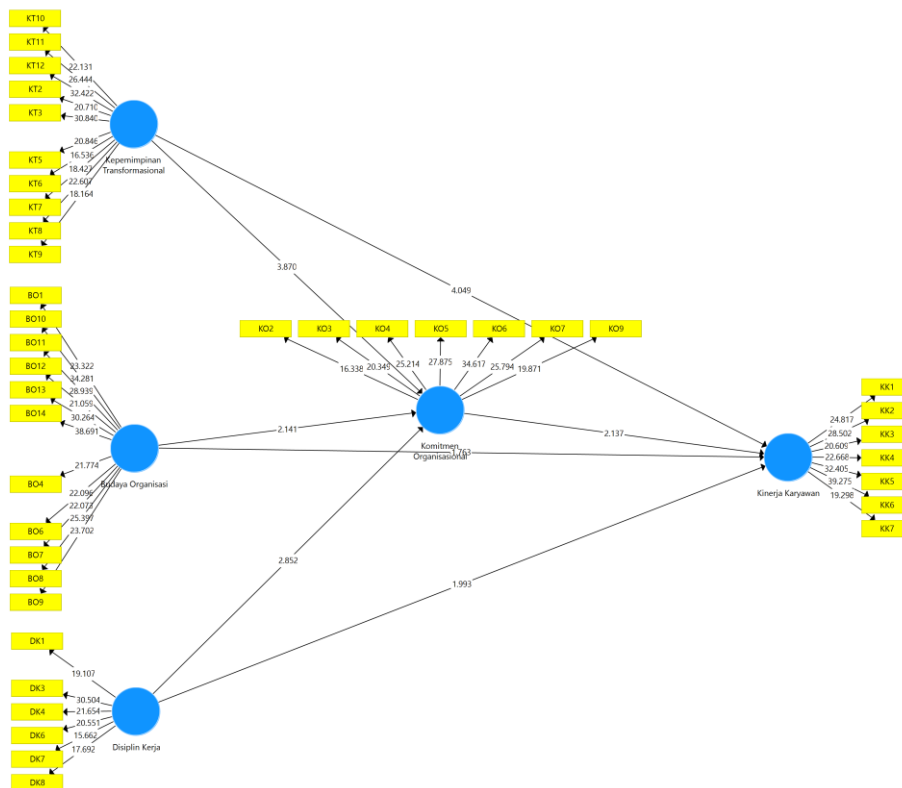 KT10
KT11
KT12
KT2
KT3
KT5
KT6
KT7
KT8
KT9
22.131
26.444
32.422
20.710
30.840
20.846
16.536
18.427
22.607
18.164
Kepemimpinan
Transformasional
3.870
4.049
BO1
BO10
BO11
BO12
BO13
BO14
BO4
BO6
BO7
BO8
BO9
23.322
34.281
28.939
21.059
30.264
38.691
21.774
22.096
22.073
25.397
23.702
Budaya Organisasi
2.141
1.763
KO2
KO3
KO4
KO5
KO6
KO7
KO9
16.338
20.349
25.214
27.875
34.617
25.794
19.871
Komitmen
Organisasional
2.137
KK1
KK2
KK3
KK4
KK5
KK6
KK7
24.817
28.502
20.609
22.668
32.405
39.275
19.298
Kinerja Karyawan
2.852
1.993
DK1
DK3
DK4
DK6
DK7
DK8
19.107
30.504
21.654
20.551
15.662
17.692
Disiplin Kerja